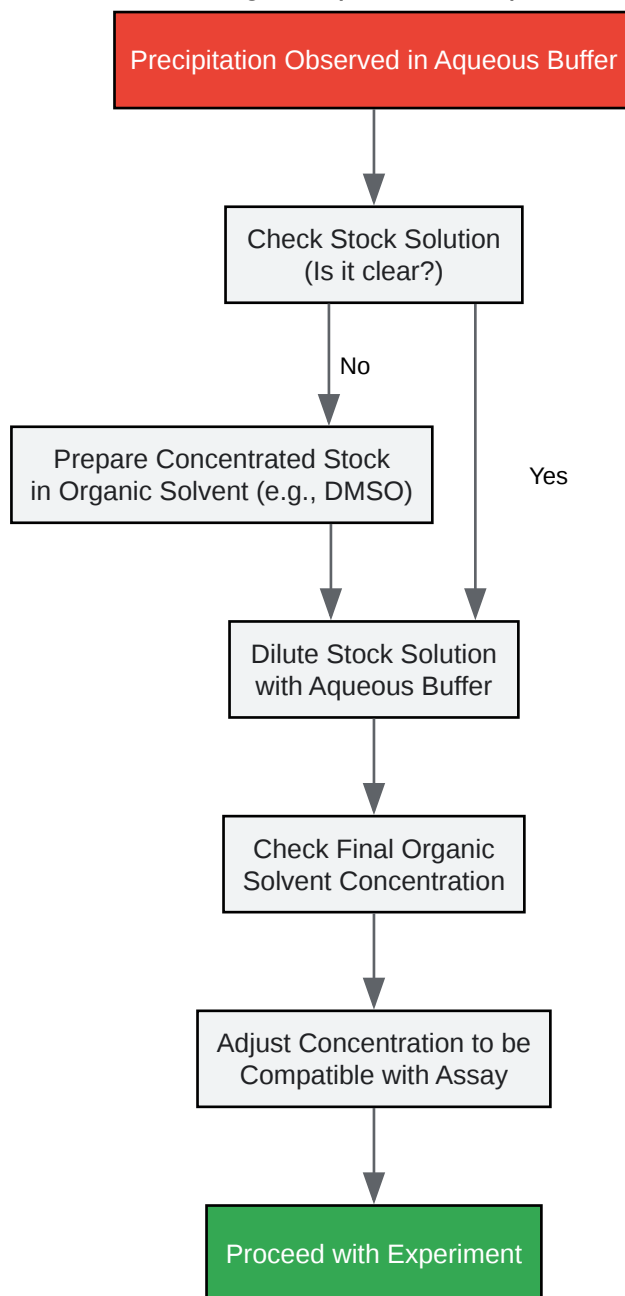 Precipitation Observed in Aqueous Buffer
Check Stock Solution
(Is it clear?)
No
Prepare Concentrated Stock
in Organic Solvent (e.g., DMSO)
Yes
Dilute Stock Solution
with Aqueous Buffer
Check Final Organic
Solvent Concentration
Adjust Concentration to be
Compatible with Assay
Proceed with Experiment